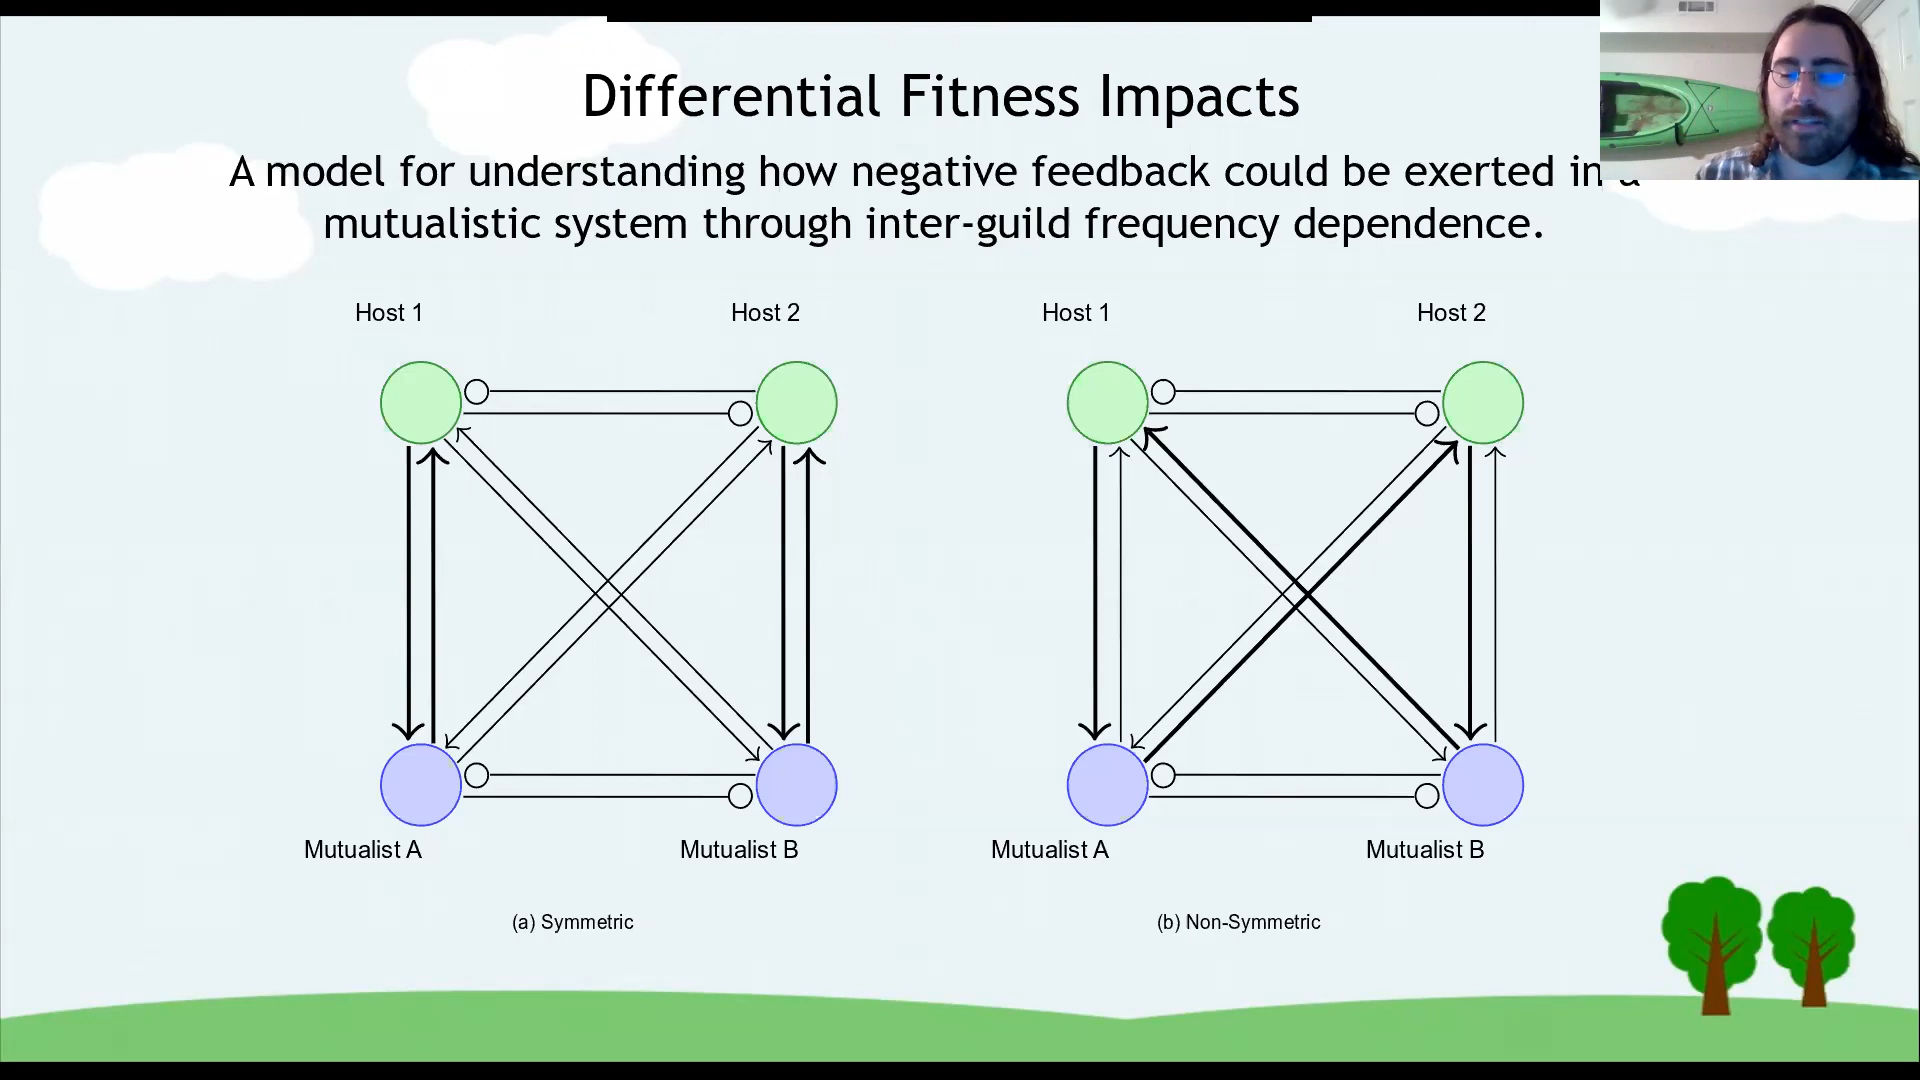 Differential Fitness Impacts
A model for understanding how negative feedback could be exerted in a
mutualistic system through inter-guild frequency dependence.
Host 1 Host 2 Host 1 Host 2
Mutualist A Mutualist B Mutualist A Mutualist B
(a) Symmetric (b) Non-Symmetric